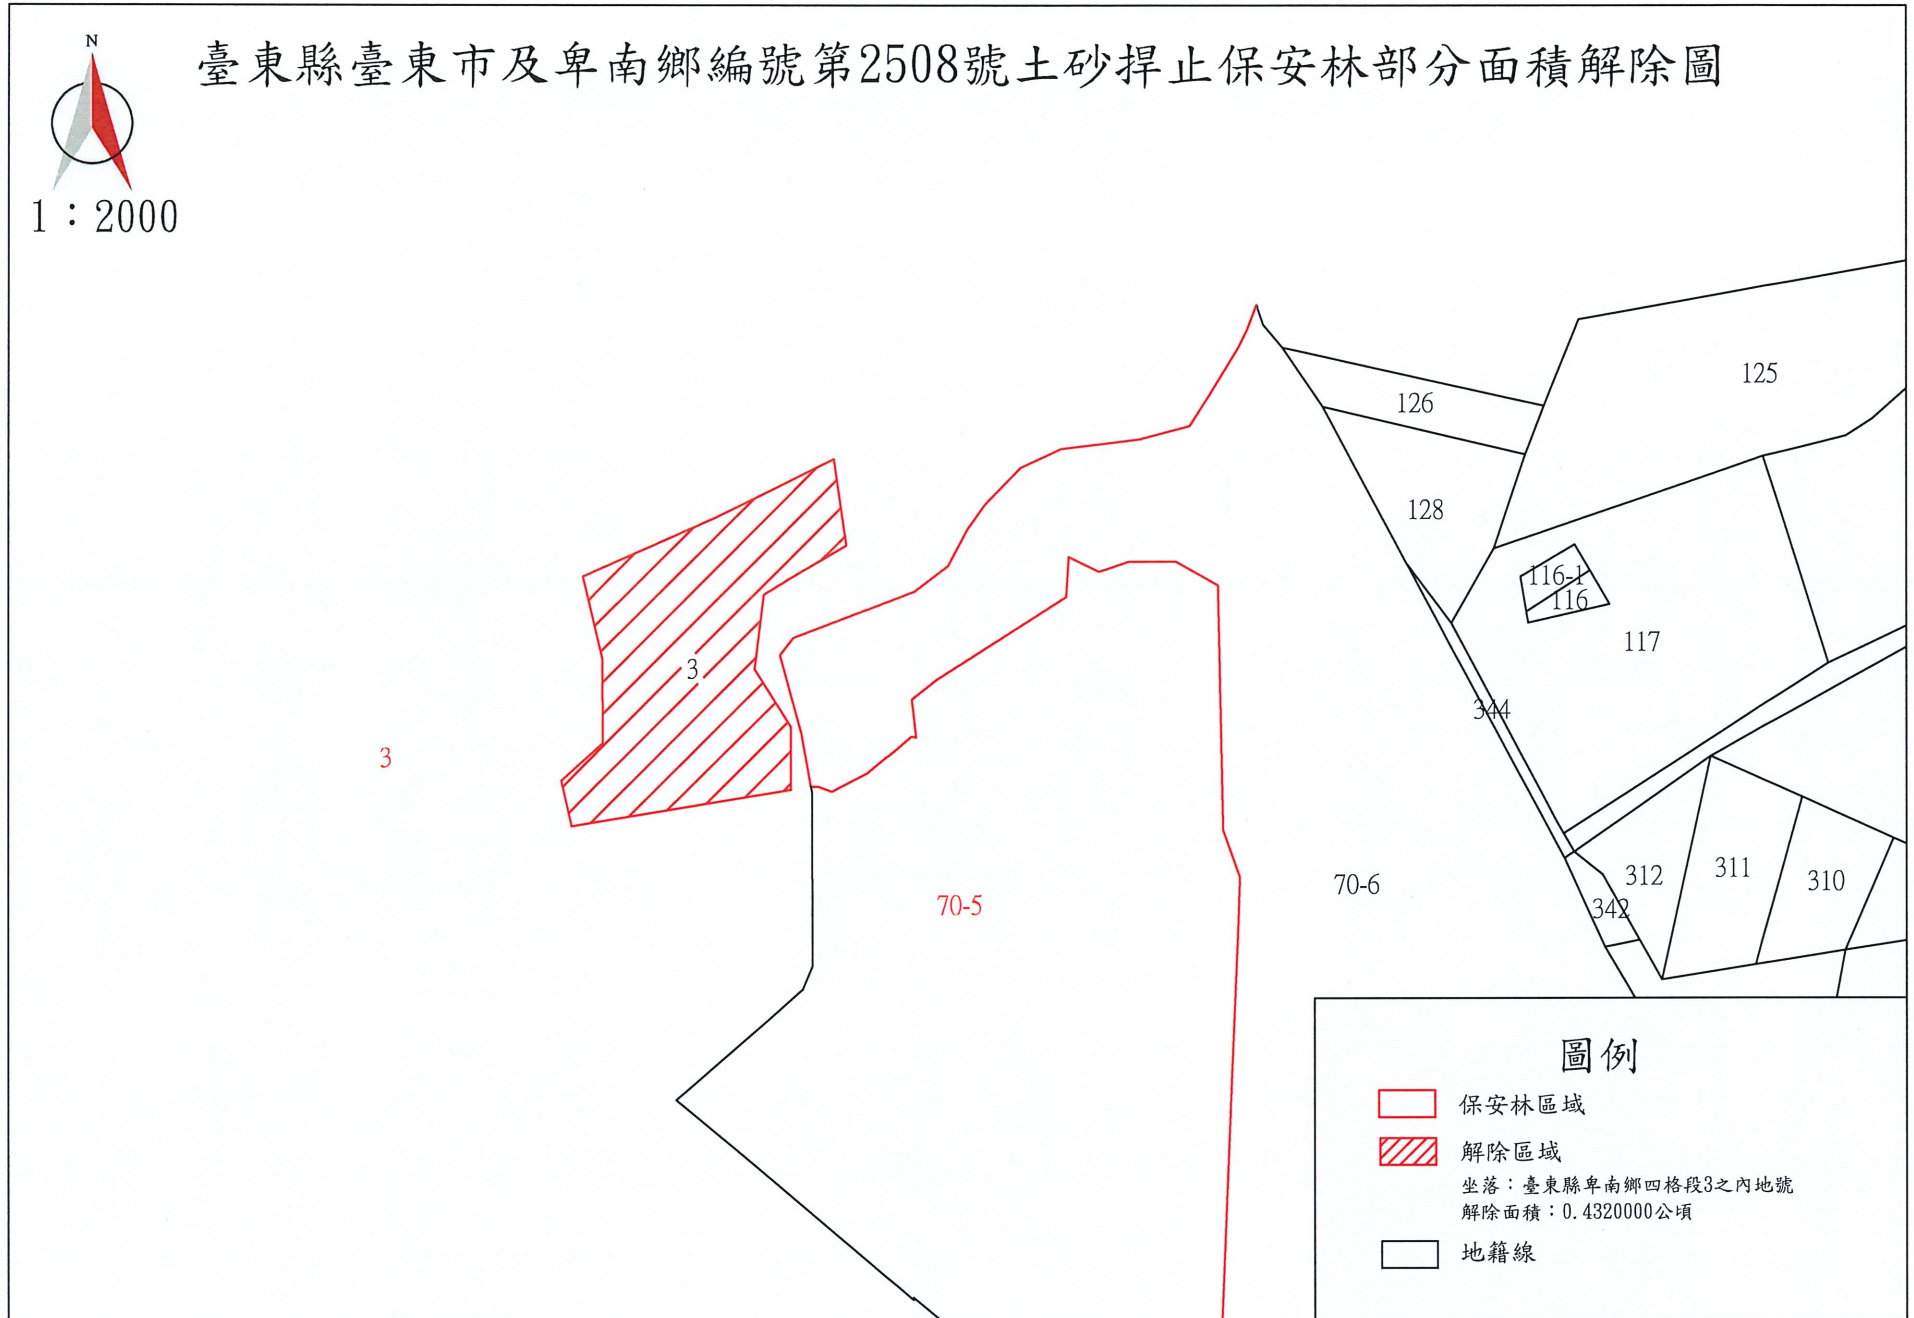 N
臺東縣臺東市及卑南鄉編號第2508號土砂捍止保安林部分面積解除圖
1：2000
125
126
128
116-1
116
117
3
344
3
312
311
310
70-6
70-5
342
圖例
保安林區域
解除區域
坐落：臺東縣卑南鄉四格段3之內地號
解除面積：0.4320000公頃
地籍線